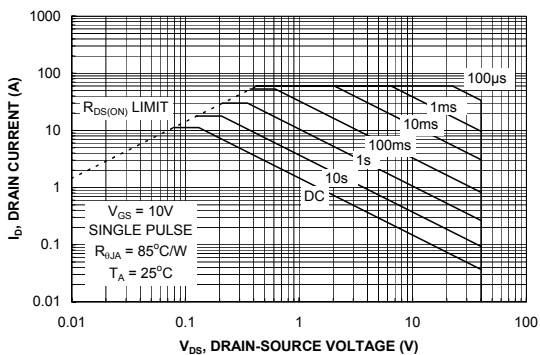 1000
100
10
1
0.1
0.01
I_D, DRAIN CURRENT (A)
R_DS(ON) LIMIT
100µs
1ms
10ms
100ms
1s
10s
DC
V_GS = 10V
SINGLE PULSE
R_θJA = 85°C/W
T_A = 25°C
0.01
0.1
1
10
100
V_DS, DRAIN-SOURCE VOLTAGE (V)